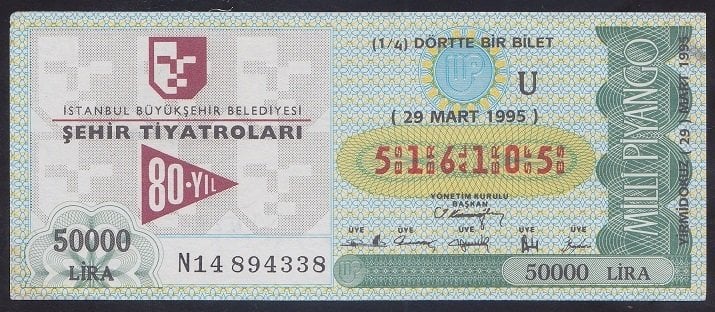 İSTANBUL BÜYÜKŞEHİR BELEDİYESİ
ŞEHİR TİYATROLARI
80.YIL
50000
LİRA
N14 894338
(1/4) DÖRTTE BİR BİLET
U
( 29 MART 1995 )
516105
YÖNETİM KURULU
BAŞKAN
ÜYE ÜYE ÜYE ÜYE ÜYE
50000 LİRA
MİLLİ PİYANGO
YİRMİDOKUZ ( 29 ) MART